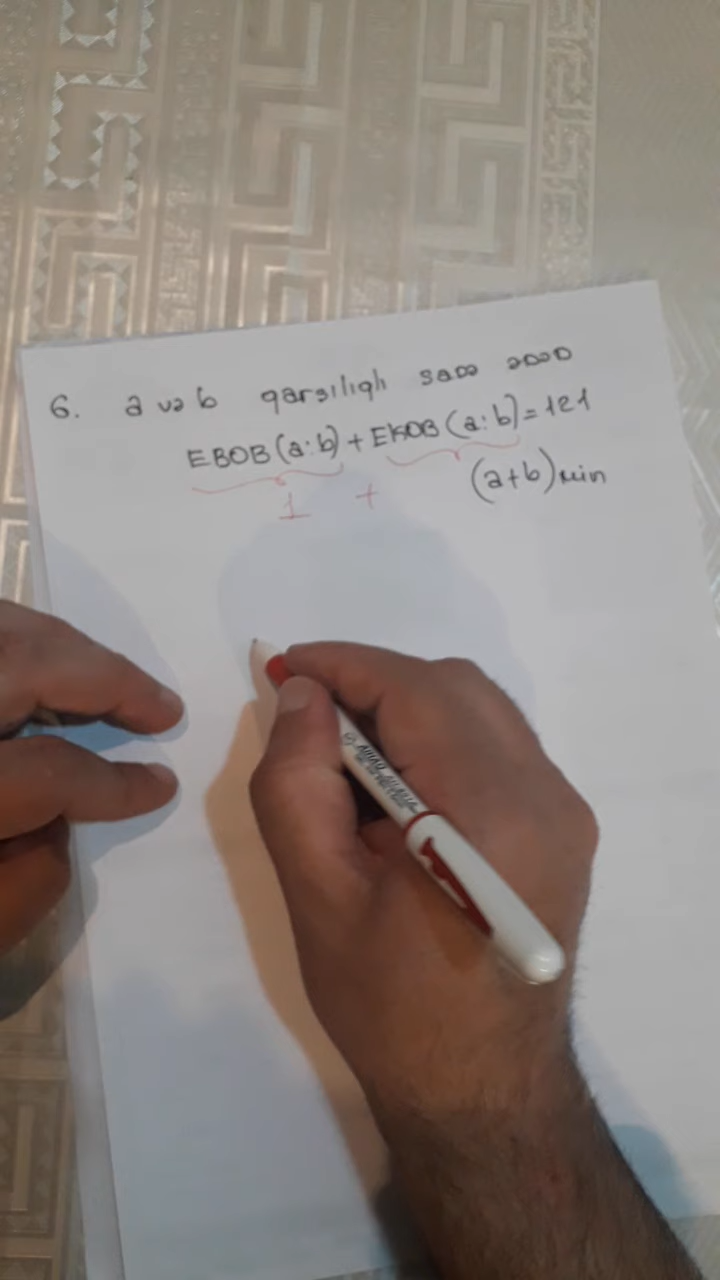 6. a və b qarşılıqlı sadə ədəd
EBOB(a:b) + EKOB(a:b) = 121
1 + (a+b)min